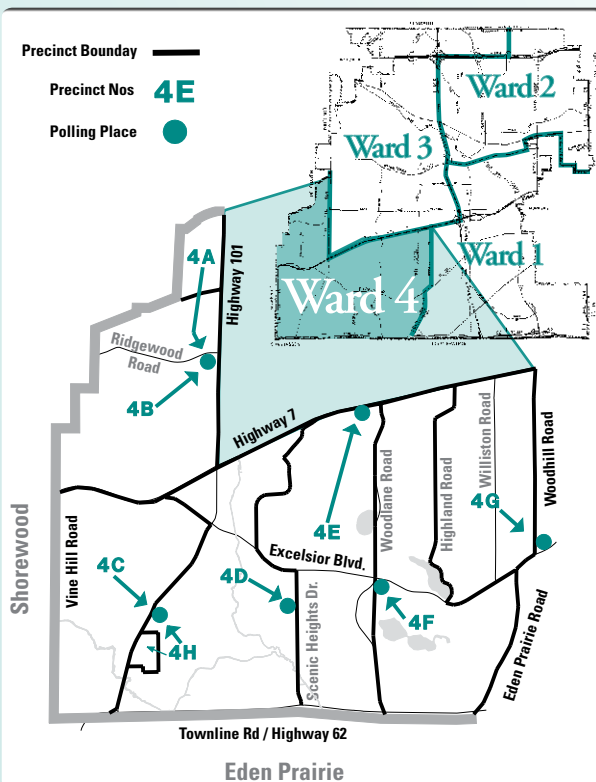 Precinct Bounday
Precinct Nos 4E
Polling Place
Ward 2
Ward 3
Ward 1
Ward 4
4A
Highway 101
Ridgewood
Road
4B
Highway 7
Williston Road
Woodhill Road
Highland Road
Woodlane Road
4G
4E
Excelsior Blvd.
Shorewood
Vine Hill Road
4C
4D
Scenic Heights Dr.
4F
Eden Prairie Road
4H
Townline Rd / Highway 62
Eden Prairie